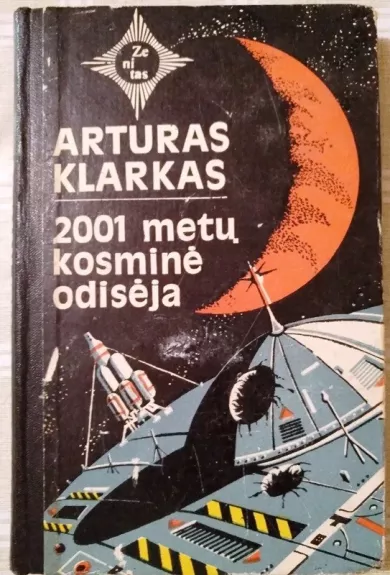 Ze
ni
tas
ARTURAS
KLARKAS
2001 metų
kosminė
odisėja